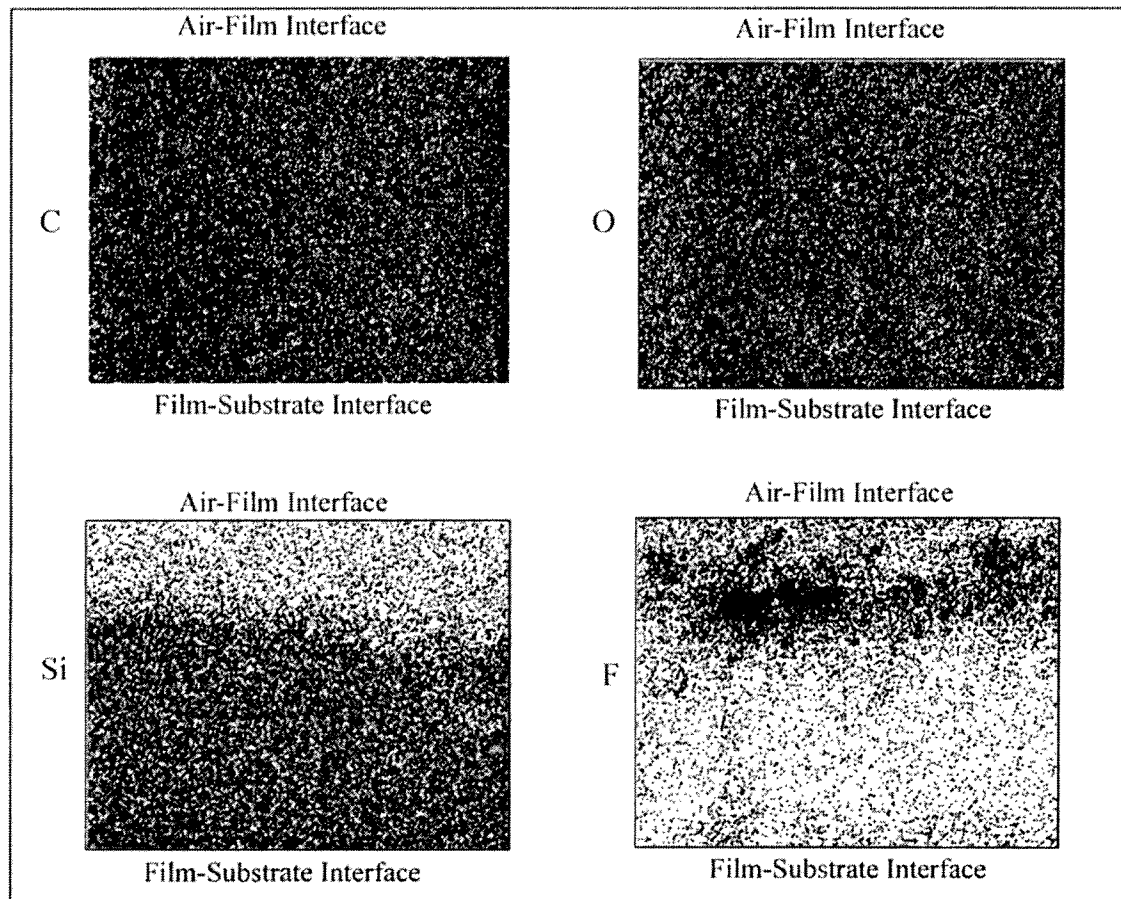 Air-Film Interface
Air-Film Interface
C
O
Film-Substrate Interface
Film-Substrate Interface
Air-Film Interface
Air-Film Interface
Si
F
Film-Substrate Interface
Film-Substrate Interface